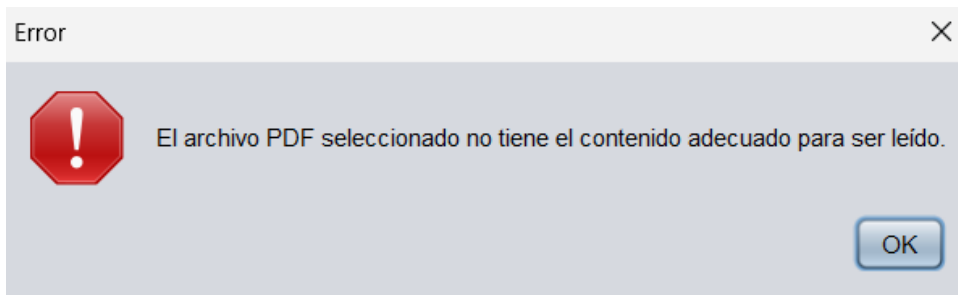 Error
El archivo PDF seleccionado no tiene el contenido adecuado para ser leído.
OK